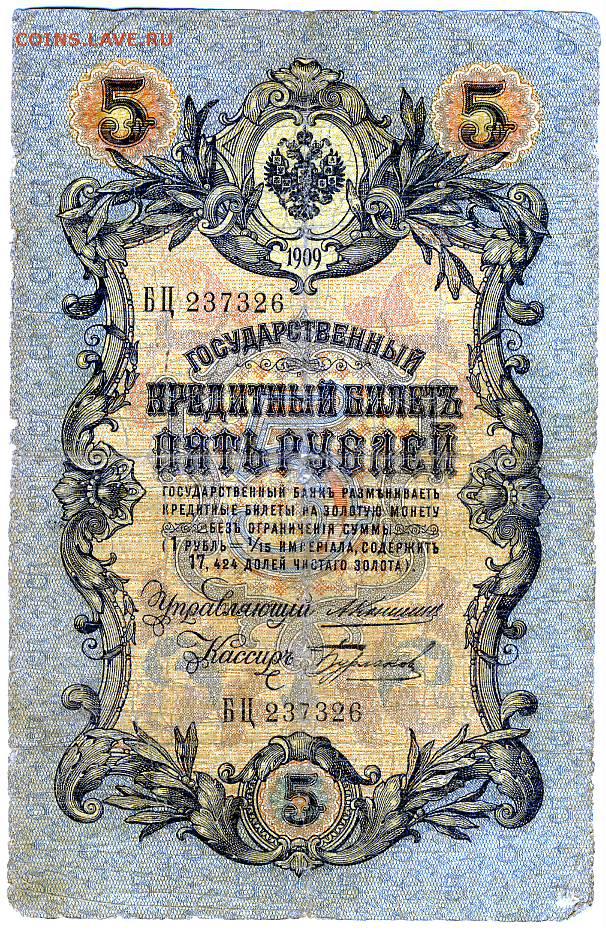 COINS.LAVE.RU
5 5
1909
БЦ 237326
ГОСУДАРСТВЕННЫЙ
КРЕДИТНЫЙ БИЛЕТЪ
ПЯТЬ РУБЛЕЙ
ГОСУДАРСТВЕННЫЙ БАНКЪ РАЗМѢНИВАЕТЪ
КРЕДИТНЫЕ БИЛЕТЫ НА ЗОЛОТУЮ МОНЕТУ
БЕЗЪ ОГРАНИЧЕНІЯ СУММЫ
(1 РУБЛЬ = 1/15 ИМПЕРІАЛА, СОДЕРЖИТЪ
17,424 ДОЛЕЙ ЧИСТАГО ЗОЛОТА).
Управляющий
Кассиръ
БЦ 237326
5